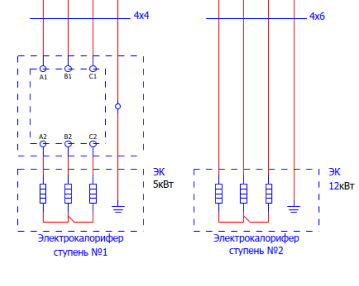 4x4
4x6
A1 B1 C1
A2 B2 C2
ЭК
5кВт
ЭК
12кВт
Электрокалорифер
ступень №1
Электрокалорифер
ступень №2